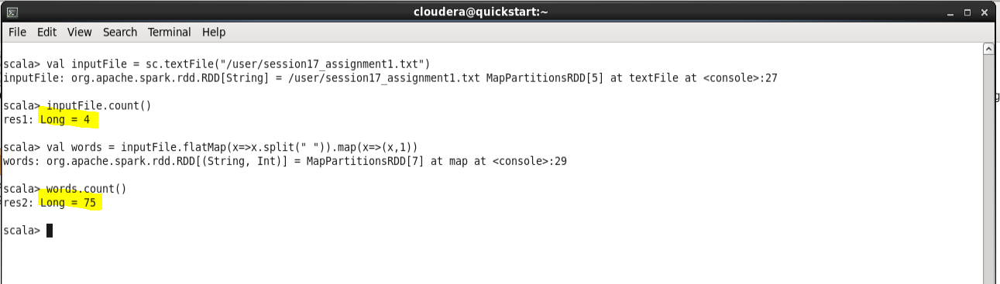 cloudera@quickstart:~
File Edit View Search Terminal Help
scala> val inputFile = sc.textFile("/user/session17_assignment1.txt")
inputFile: org.apache.spark.rdd.RDD[String] = /user/session17_assignment1.txt MapPartitionsRDD[5] at textFile at <console>:27
scala> inputFile.count()
res1: Long = 4
scala> val words = inputFile.flatMap(x=>x.split(" ")).map(x=>(x,1))
words: org.apache.spark.rdd.RDD[(String, Int)] = MapPartitionsRDD[7] at map at <console>:29
scala> words.count()
res2: Long = 75
scala>